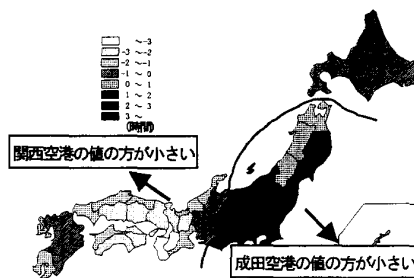 ～-3
-3 ～-2
-2 ～-1
-1 ～ 0
0 ～ 1
1 ～ 2
2 ～ 3
3 ～
(時間)
関西空港の値の方が小さい
成田空港の値の方が小さい